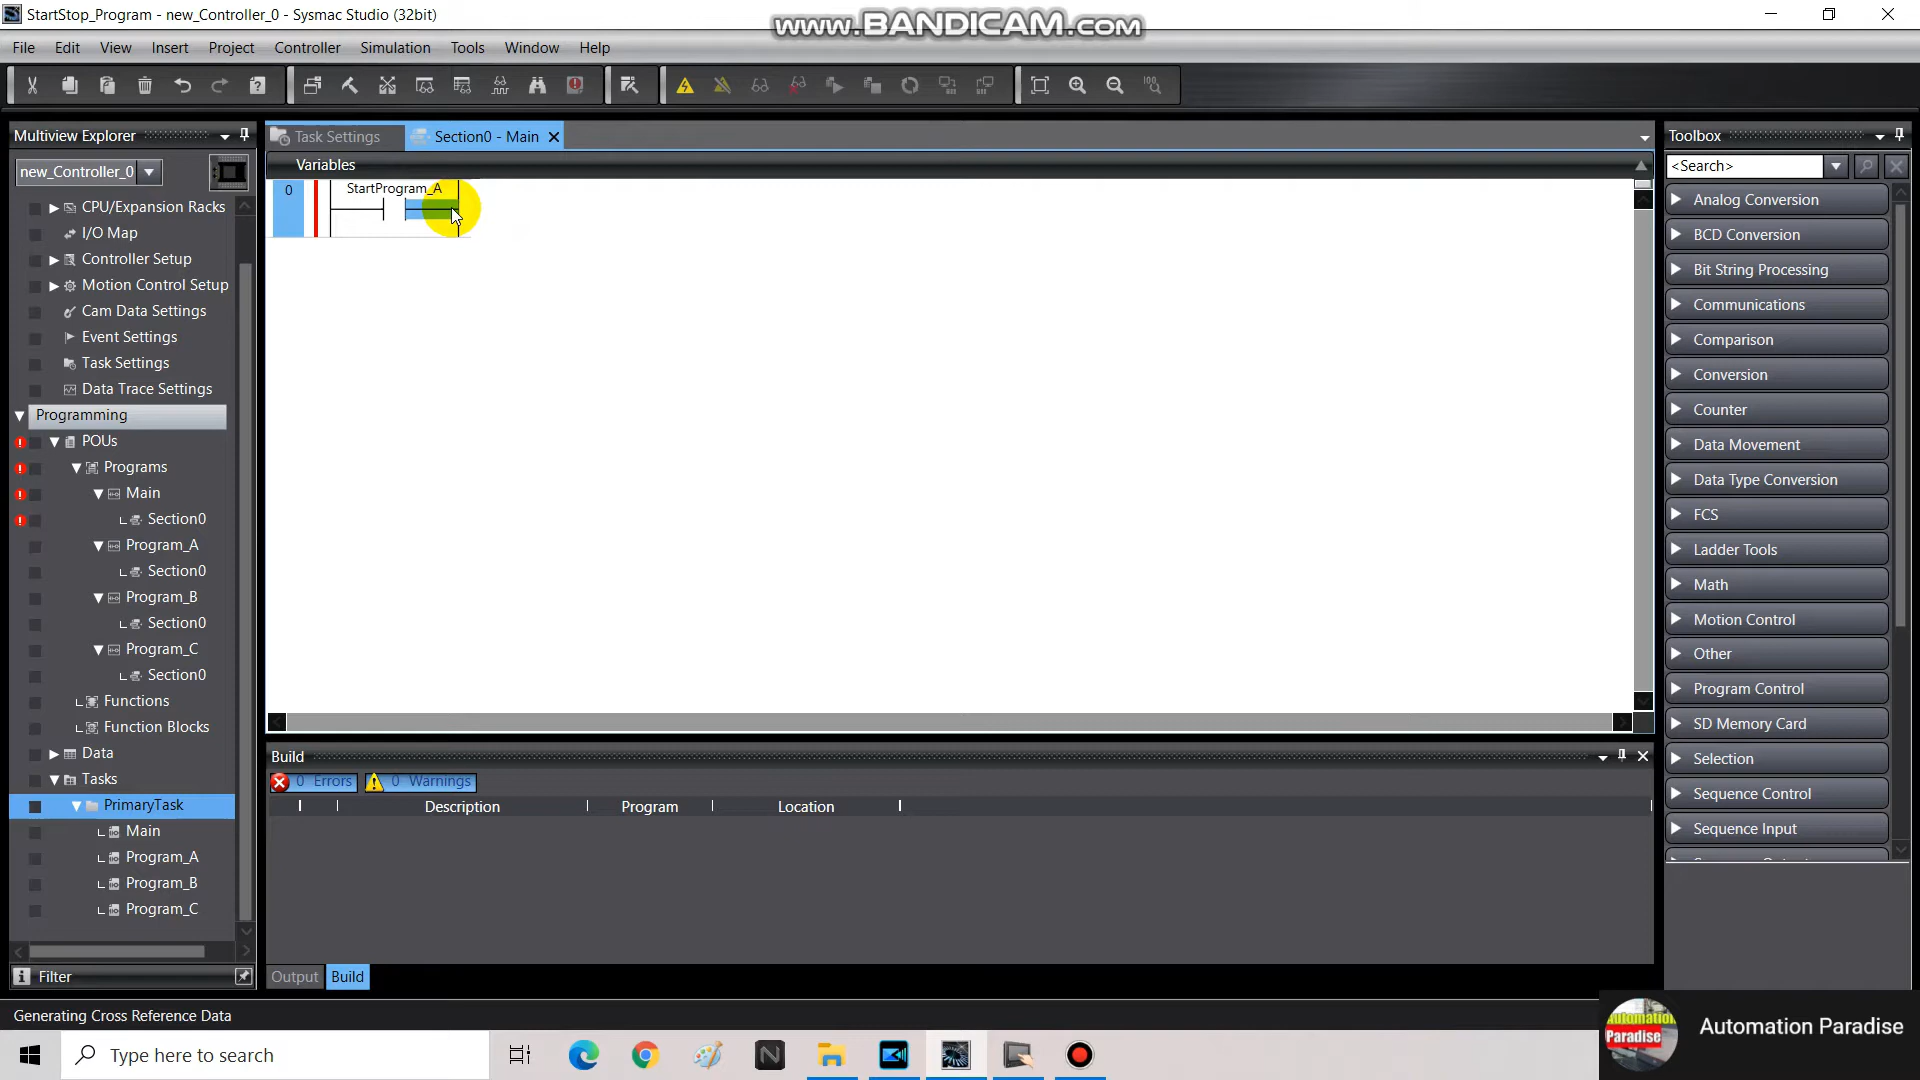 StartStop_Program - new_Controller_0 - Sysmac Studio (32bit)
www.BANDICAM.com
File Edit View Insert Project Controller Simulation Tools Window Help
Multiview Explorer
new_Controller_0
CPU/Expansion Racks
I/O Map
Controller Setup
Motion Control Setup
Cam Data Settings
Event Settings
Task Settings
Data Trace Settings
Programming
POUs
Programs
Main
Section0
Program_A
Section0
Program_B
Section0
Program_C
Section0
Functions
Function Blocks
Data
Tasks
PrimaryTask
Main
Program_A
Program_B
Program_C
Filter
Task Settings
Section0 - Main
Variables
0
StartProgram_A
Build
0 Errors
0 Warnings
Description Program Location
Output
Build
Toolbox
<Search>
Analog Conversion
BCD Conversion
Bit String Processing
Communications
Comparison
Conversion
Counter
Data Movement
Data Type Conversion
FCS
Ladder Tools
Math
Motion Control
Other
Program Control
SD Memory Card
Selection
Sequence Control
Sequence Input
Generating Cross Reference Data
Type here to search
Automation
Paradise
Automation Paradise